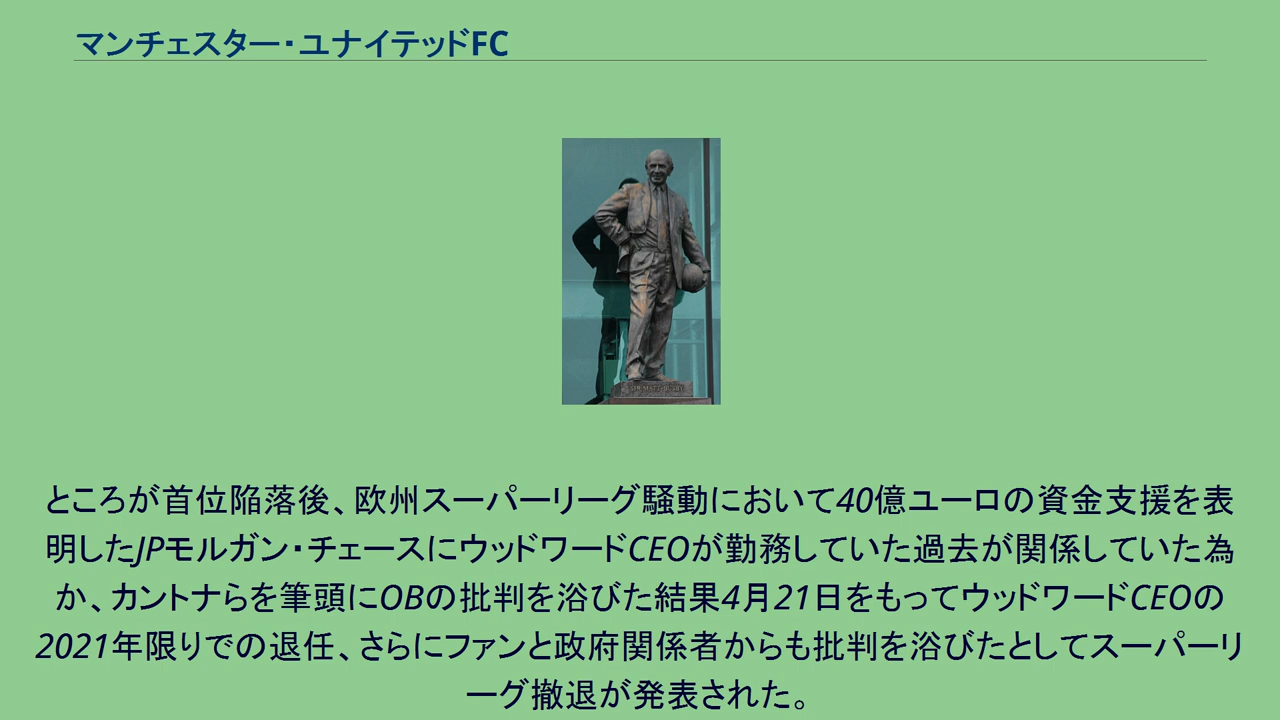 マンチェスター・ユナイテッドFC
SIR MATT BUSBY
ところが首位陥落後、欧州スーパーリーグ騒動において40億ユーロの資金支援を表
明したJPモルガン・チェースにウッドワードCEOが勤務していた過去が関係していた為
か、カントナらを筆頭にOBの批判を浴びた結果4月21日をもってウッドワードCEOの
2021年限りでの退任、さらにファンと政府関係者からも批判を浴びたとしてスーパーリ
ーグ撤退が発表された。